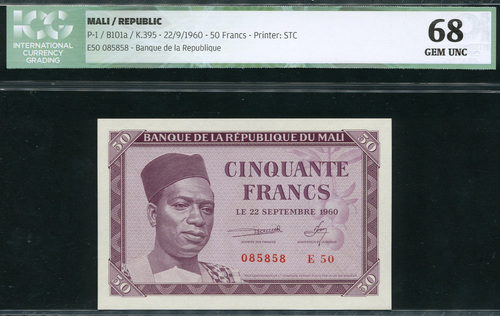 ICG
INTERNATIONAL
CURRENCY
GRADING
MALI / REPUBLIC
P-1 / B101a / K.395 - 22/9/1960 - 50 Francs - Printer: STC
E50 085858 - Banque de la Republique
68
GEM UNC
50 BANQUE DE LA RÉPUBLIQUE DU MALI 50
CINQUANTE
FRANCS
LE 22 SEPTEMBRE 1960
085858 E 50
50 50